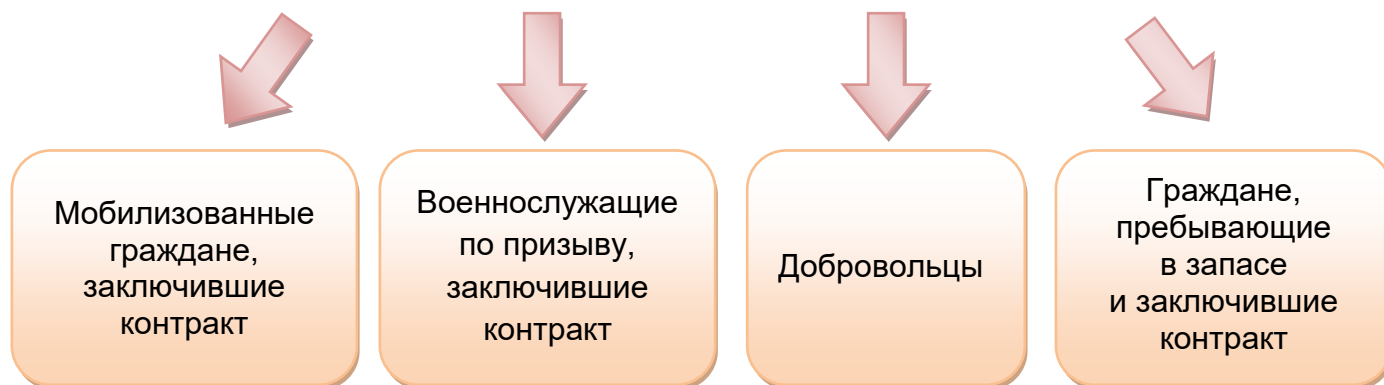 Мобилизованные
граждане,
заключившие
контракт
Военнослужащие
по призыву,
заключившие
контракт
Добровольцы
Граждане,
пребывающие
в запасе
и заключившие
контракт